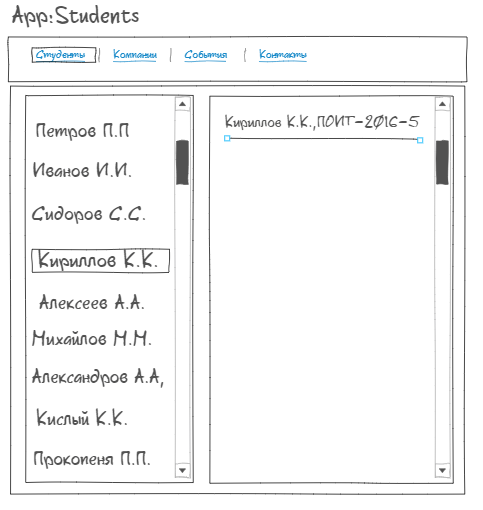 App:Students
Студенты | Компании | События | Контакты
Петров П.П
Иванов И.И.
Сидоров С.С.
Кириллов К.К.
Алексеев А.А.
Михайлов М.М.
Александров А.А,
Кислый К.К.
Прокопеня П.П.
Кириллов К.К.,ПОИТ-2016-5